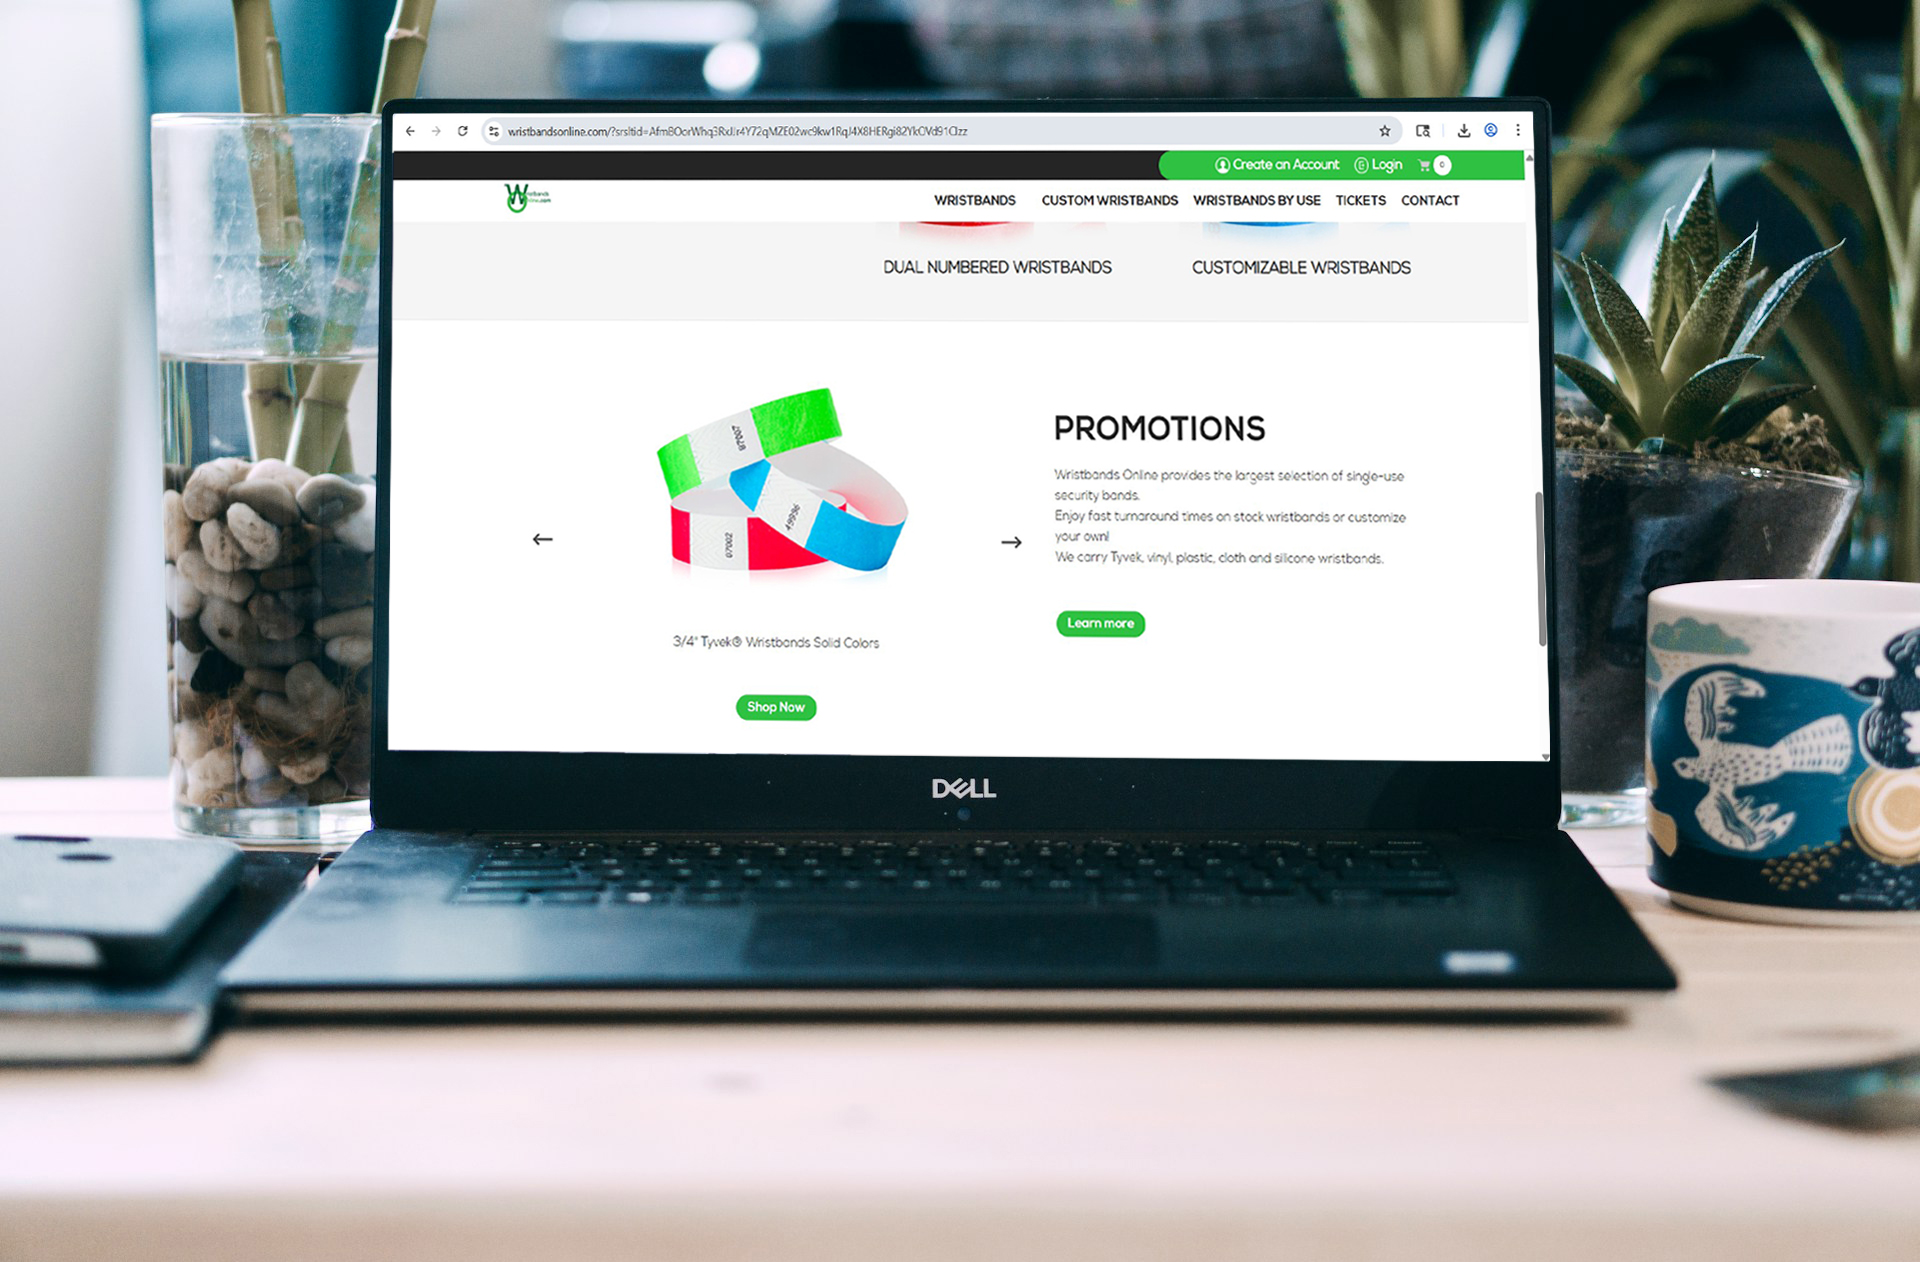 wristbandsonline.com/?srsltid=AfmBOorWhq3RxJJr4Y72qMZE02wc9kw1RqJ4X8HERgi82YkOVd91CIzz
Create an Account Login 0
WRISTBANDS CUSTOM WRISTBANDS WRISTBANDS BY USE TICKETS CONTACT
DUAL NUMBERED WRISTBANDS CUSTOMIZABLE WRISTBANDS
PROMOTIONS
Wristbands Online provides the largest selection of single-use
security bands.
Enjoy fast turnaround times on stock wristbands or customize
your own!
We carry Tyvek, vinyl, plastic, cloth and silicone wristbands.
Learn more
07002
3/4" Tyvek® Wristbands Solid Colors
Shop Now
DELL